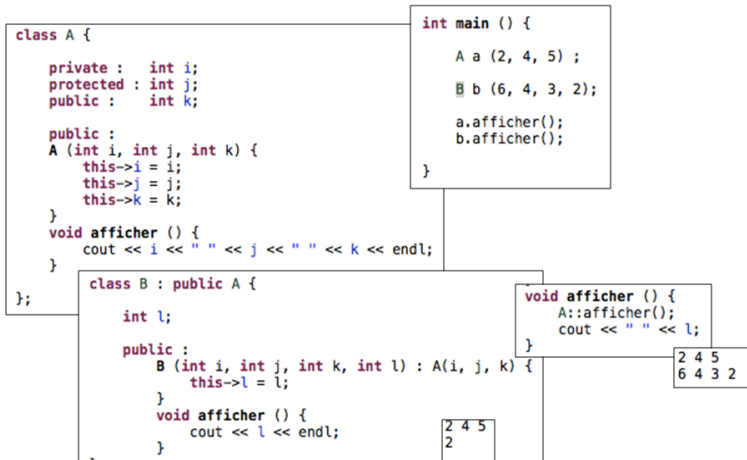 class A {
private :   int i;
protected : int j;
public :    int k;
public :
A (int i, int j, int k) {
this->i = i;
this->j = j;
this->k = k;
}
void afficher () {
cout << i << " " << j << " " << k << endl;
}
};
int main () {
A a (2, 4, 5) ;
B b (6, 4, 3, 2);
a.afficher();
b.afficher();
}
class B : public A {
int l;
public :
B (int i, int j, int k, int l) : A(i, j, k) {
this->l = l;
}
void afficher () {
cout << l << endl;
}
2 4 5
2
void afficher () {
A::afficher();
cout << " " << l;
}
2 4 5
6 4 3 2